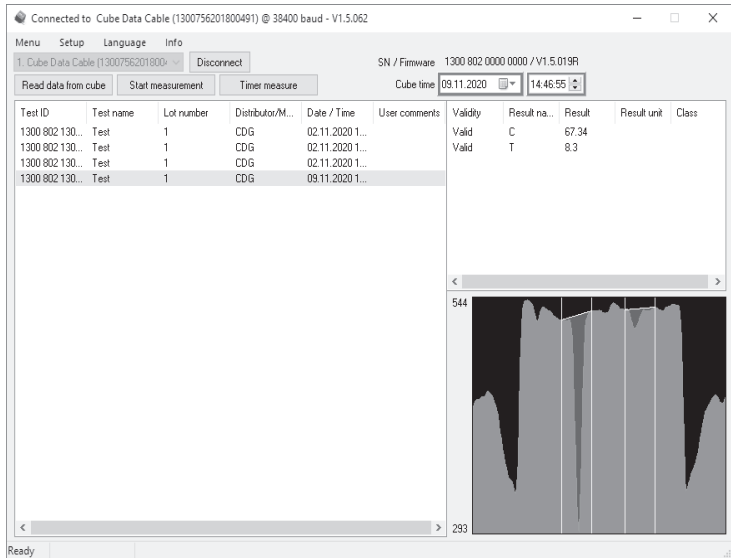 Connected to Cube Data Cable (1300756201800491) @ 38400 baud - V1.5.062
Menu Setup Language Info
1. Cube Data Cable (130075620180004 Disconnect SN / Firmware 1300 802 0000 0000 / V1.5.019R
Read data from cube Start measurement Timer measure Cube time 09.11.2020 14:46:55
Test ID Test name Lot number Distributor/M... Date / Time User comments Validity Result na... Result Result unit Class
1300 802 130... Test 1 CDG 02.11.2020 1... Valid C 67.34
1300 802 130... Test 1 CDG 02.11.2020 1... Valid T 8.3
1300 802 130... Test 1 CDG 02.11.2020 1...
1300 802 130... Test 1 CDG 09.11.2020 1...
544
293
Ready